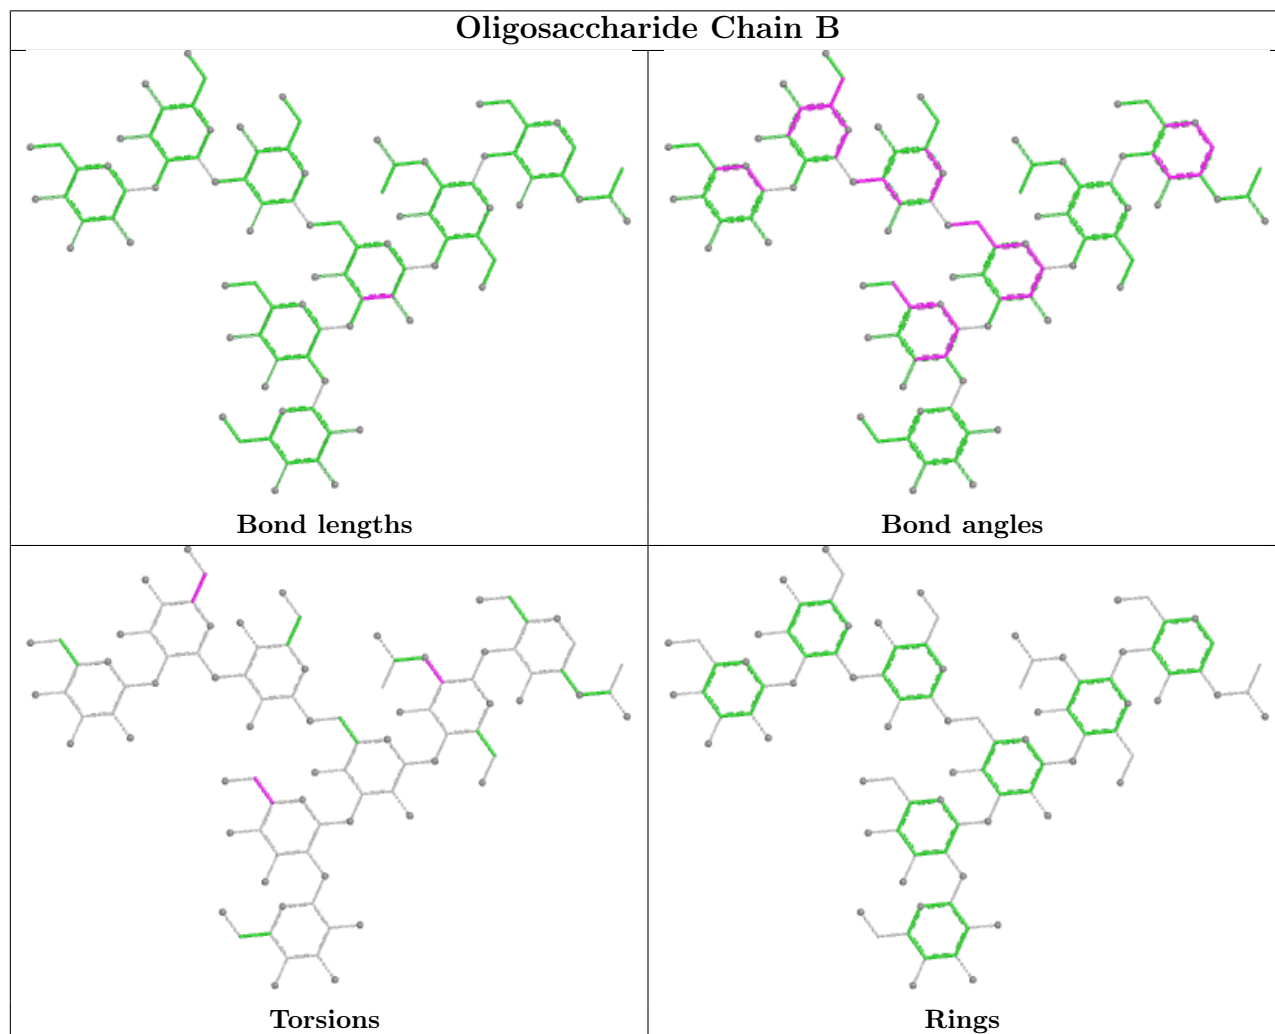 Oligosaccharide Chain B
Bond lengths
Bond angles
Torsions
Rings